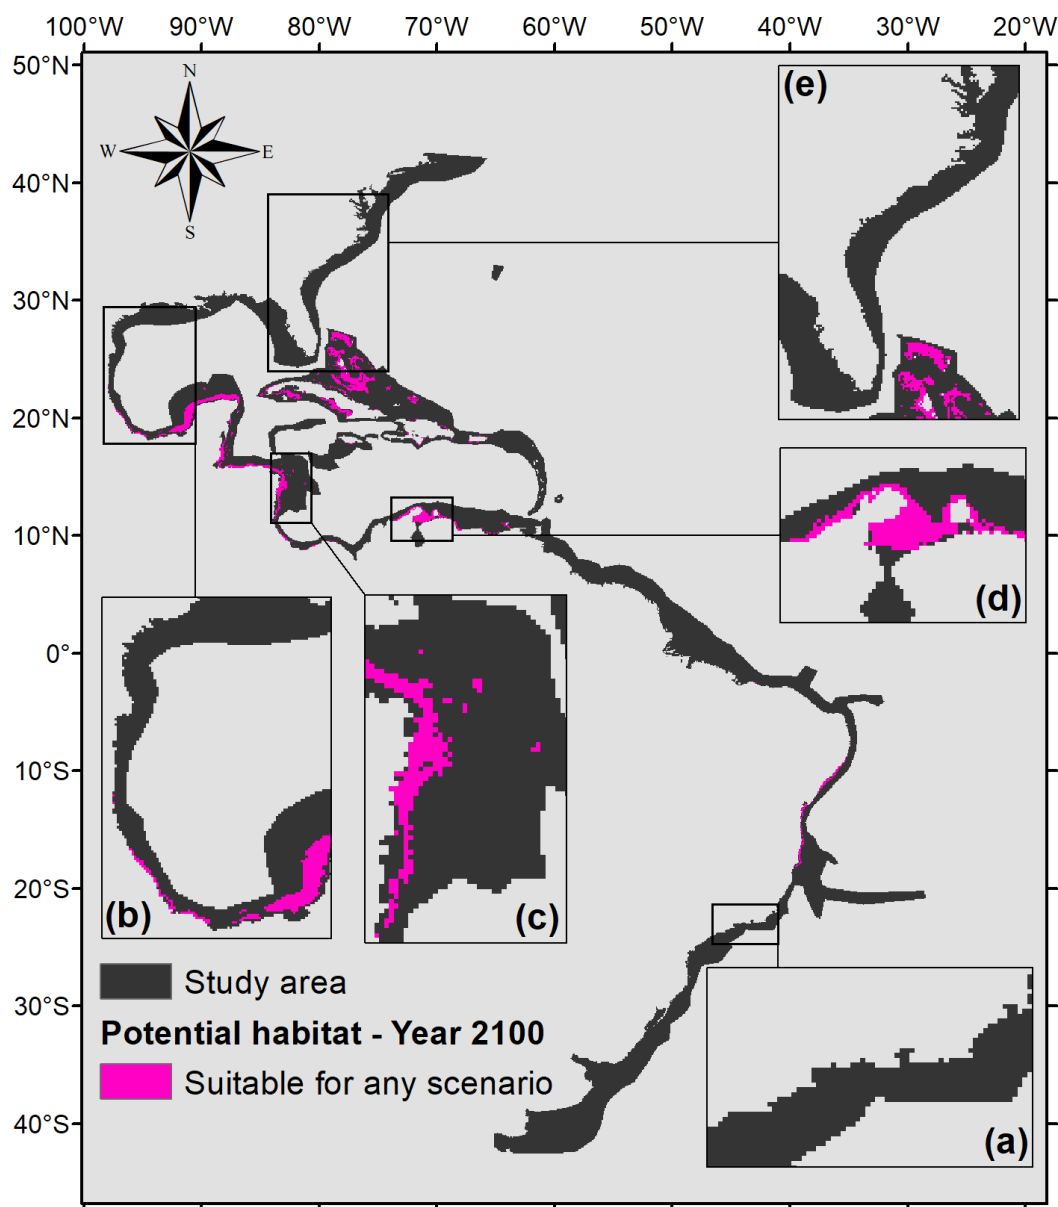 100°W 90°W 80°W 70°W 60°W 50°W 40°W 30°W 20°W
50°N
40°N
30°N
20°N
10°N
0°
10°S
20°S
30°S
40°S
N
W E
S
(e)
(d)
(b)
(c)
(a)
Study area
Potential habitat - Year 2100
Suitable for any scenario